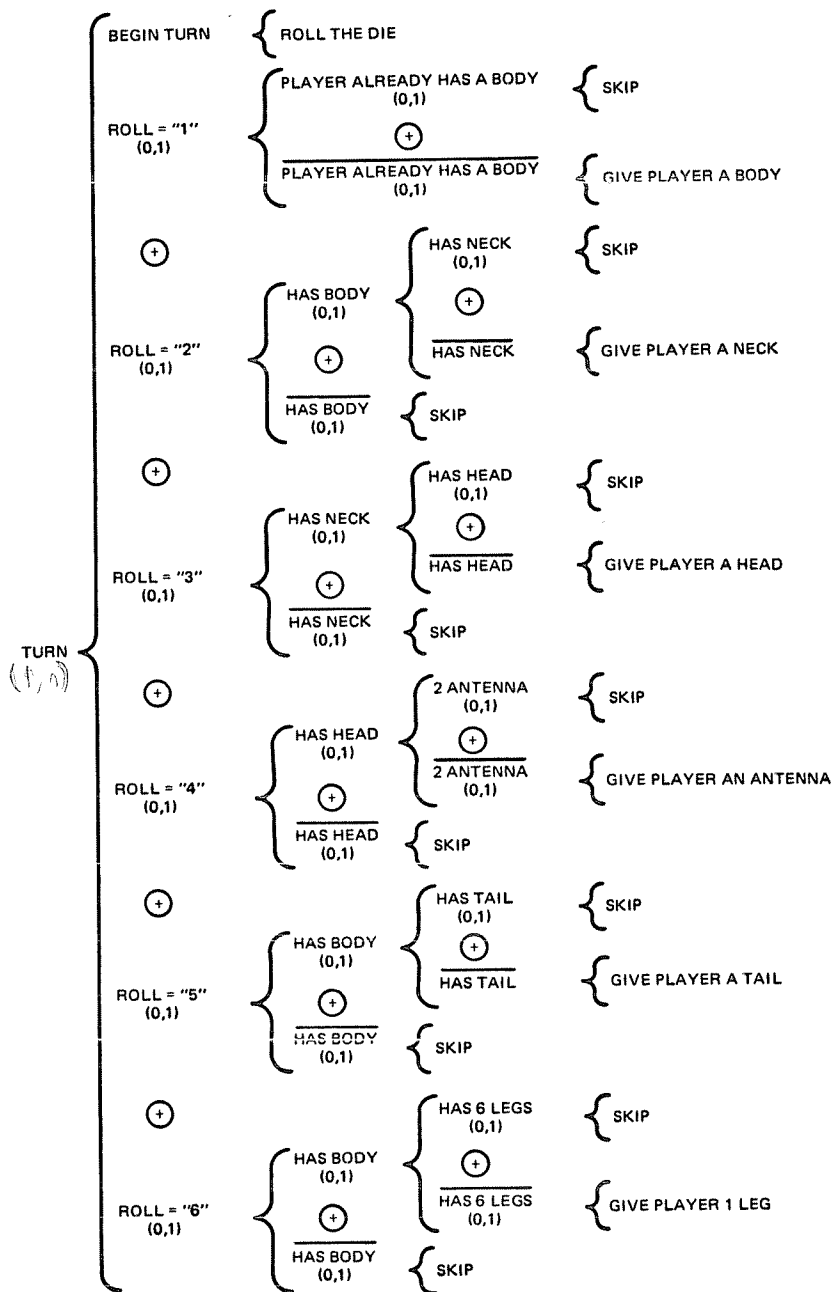 BEGIN TURN ROLL THE DIE
PLAYER ALREADY HAS A BODY SKIP
(0,1)
ROLL = "1"
(0,1)
+
PLAYER ALREADY HAS A BODY GIVE PLAYER A BODY
(0,1)
+
HAS NECK SKIP
(0,1)
HAS BODY
(0,1)
+
ROLL = "2"
(0,1)
+
HAS NECK GIVE PLAYER A NECK
HAS BODY SKIP
(0,1)
+
HAS HEAD SKIP
(0,1)
HAS NECK
(0,1)
+
HAS HEAD GIVE PLAYER A HEAD
ROLL = "3"
(0,1)
+
HAS NECK SKIP
(0,1)
TURN
+
2 ANTENNA SKIP
(0,1)
HAS HEAD
(0,1)
+
2 ANTENNA GIVE PLAYER AN ANTENNA
(0,1)
ROLL = "4"
(0,1)
+
HAS HEAD SKIP
(0,1)
+
HAS TAIL SKIP
(0,1)
HAS BODY
(0,1)
+
HAS TAIL GIVE PLAYER A TAIL
ROLL = "5"
(0,1)
+
HAS BODY SKIP
(0,1)
+
HAS 6 LEGS SKIP
(0,1)
HAS BODY
(0,1)
+
HAS 6 LEGS GIVE PLAYER 1 LEG
(0,1)
ROLL = "6"
(0,1)
+
HAS BODY SKIP
(0,1)